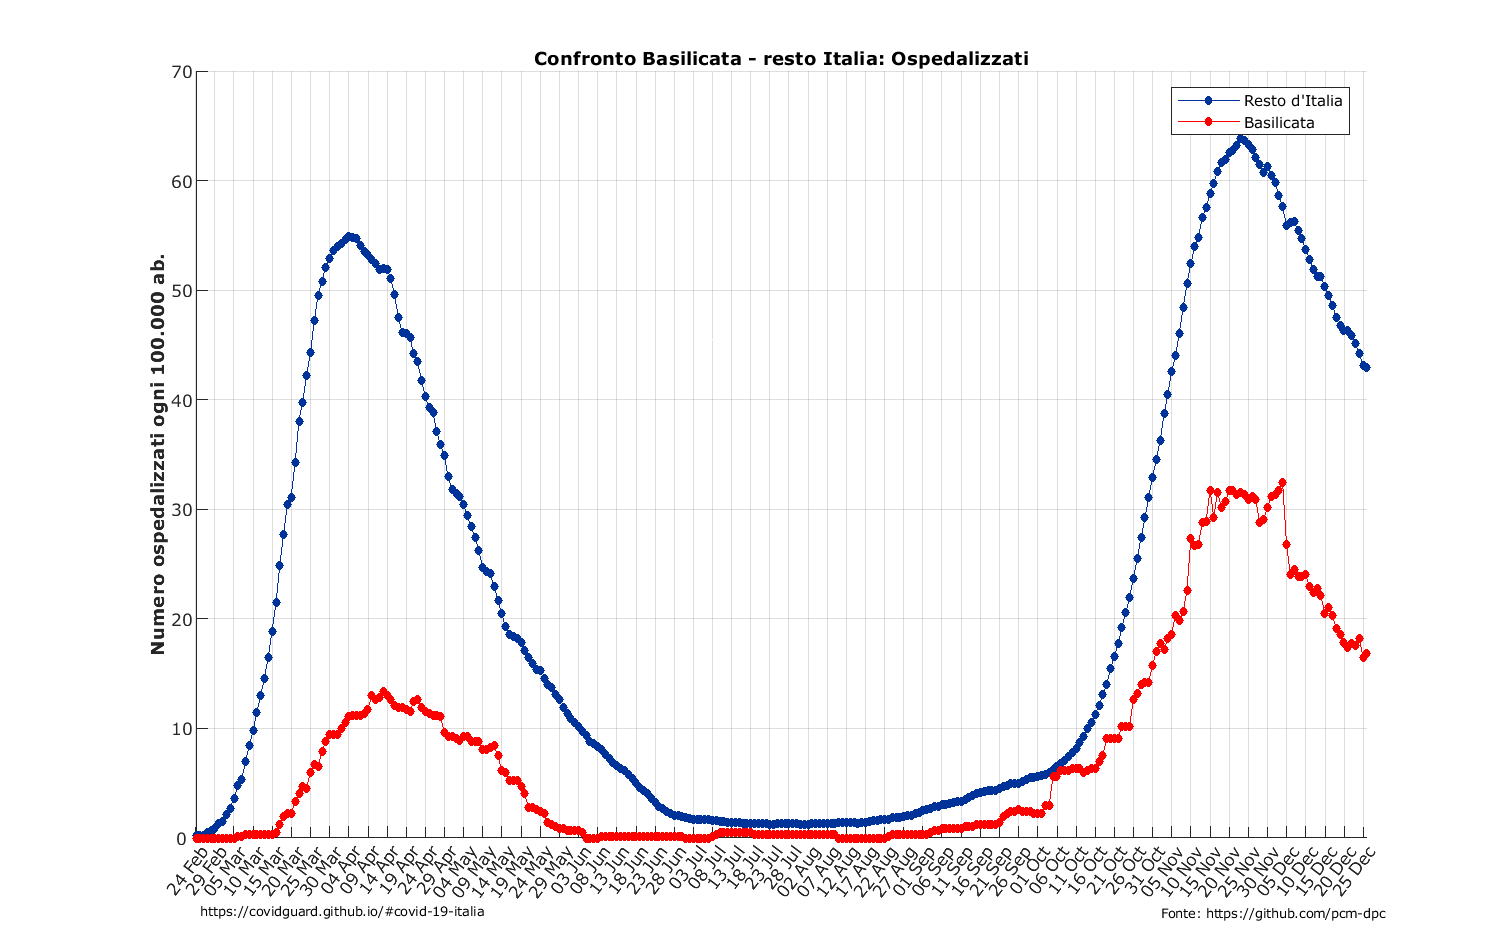 Confronto Basilicata - resto Italia: Ospedalizzati
Numero ospedalizzati ogni 100.000 ab.
70
60
50
40
30
20
10
0
Resto d'Italia
Basilicata
24 Feb
29 Feb
05 Mar
10 Mar
15 Mar
20 Mar
25 Mar
30 Mar
04 Apr
09 Apr
14 Apr
19 Apr
24 Apr
29 Apr
04 May
09 May
14 May
19 May
24 May
29 May
03 Jun
08 Jun
13 Jun
18 Jun
23 Jun
28 Jun
03 Jul
08 Jul
13 Jul
18 Jul
23 Jul
28 Jul
02 Aug
07 Aug
12 Aug
17 Aug
22 Aug
27 Aug
01 Sep
06 Sep
11 Sep
16 Sep
21 Sep
26 Sep
01 Oct
06 Oct
11 Oct
16 Oct
21 Oct
26 Oct
31 Oct
05 Nov
10 Nov
15 Nov
20 Nov
25 Nov
30 Nov
05 Dec
10 Dec
15 Dec
20 Dec
25 Dec
https://covidguard.github.io/#covid-19-italia
Fonte: https://github.com/pcm-dpc